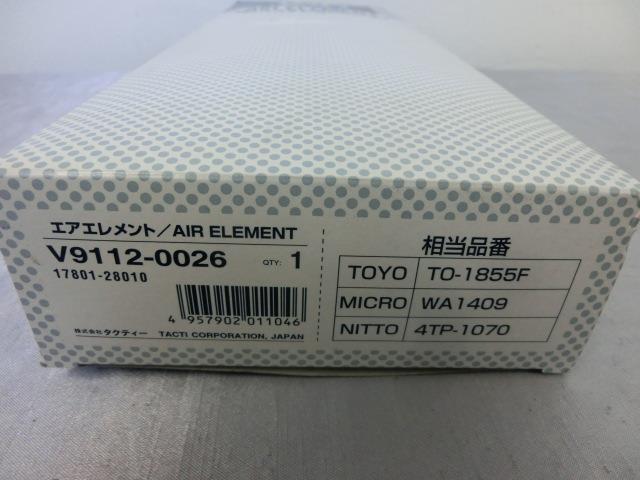 エアエレメント／AIR ELEMENT
V9112-0026 QTY: 1
17801-28010
4 957902 011046
株式会社タクティー TACTI CORPORATION, JAPAN
相当品番
TOYO TO-1855F
MICRO WA1409
NITTO 4TP-1070